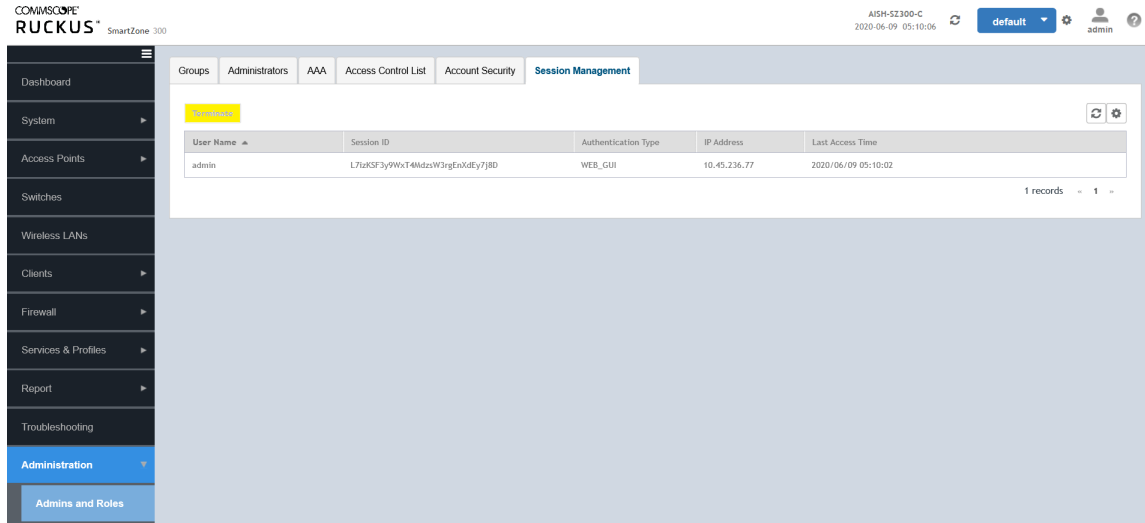 COMMSCOPE
RUCKUS SmartZone 300
AISH-SZ300-C
2020-06-09 05:10:06
default
admin
Dashboard
System
Access Points
Switches
Wireless LANs
Clients
Firewall
Services & Profiles
Report
Troubleshooting
Administration
Admins and Roles
Groups Administrators AAA Access Control List Account Security Session Management
Terminate
User Name Session ID Authentication Type IP Address Last Access Time
admin L7izKSF3y9WxT4MdzsW3rgEnXdEy7j8D WEB_GUI 10.45.236.77 2020/06/09 05:10:02
1 records « 1 »